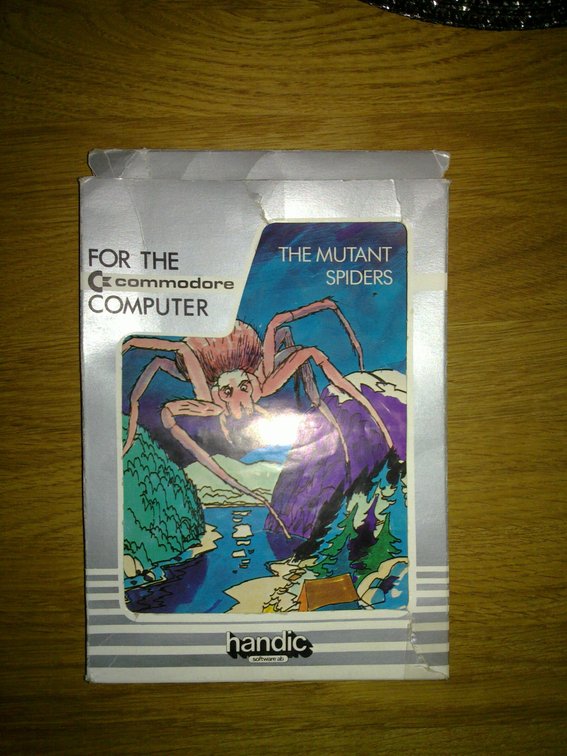 FOR THE
commodore
COMPUTER
THE MUTANT
SPIDERS
handic
software ab